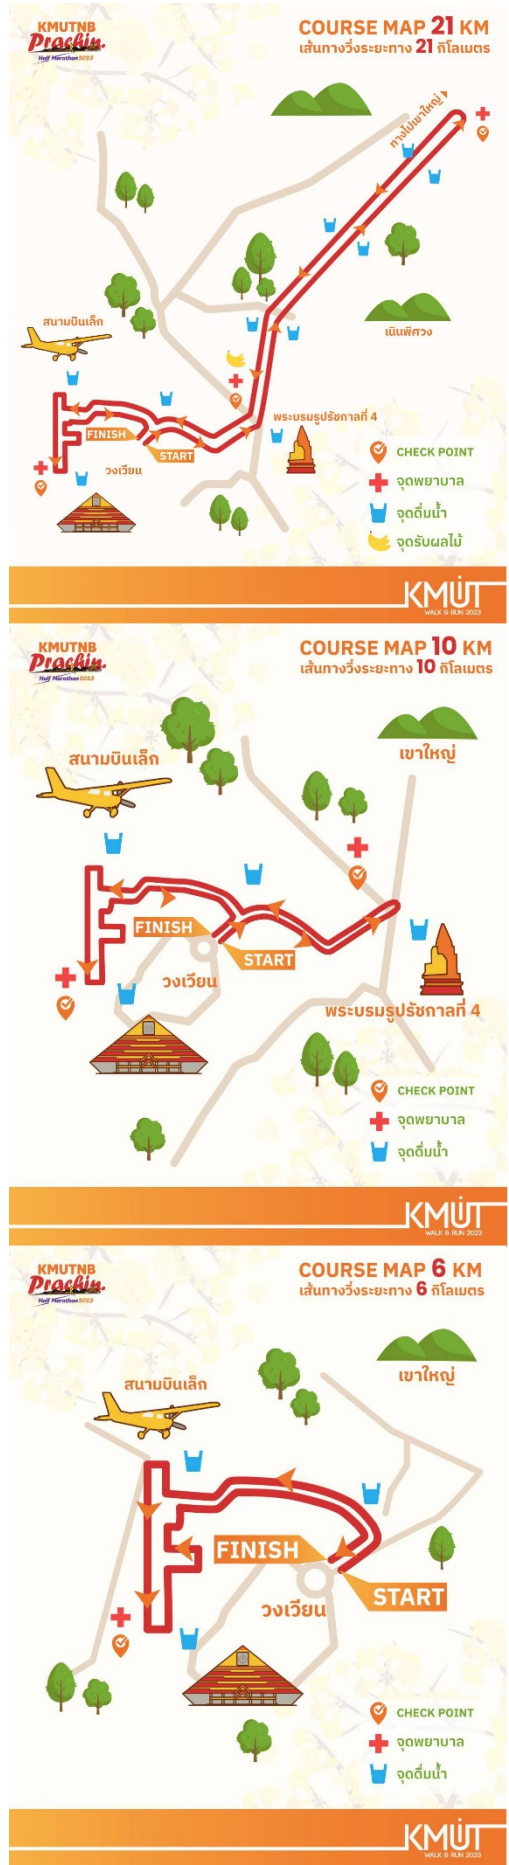 KMUTNB
Prachin.
Half Marathon 2023
COURSE MAP 21 KM
เส้นทางวิ่งระยะทาง 21 กิโลเมตร
ทางไปเขาใหญ่
สนามบินเล็ก
เนินพิศวง
พระบรมรูปรัชกาลที่ 4
FINISH
START
วงเวียน
CHECK POINT
จุดพยาบาล
จุดดื่มน้ำ
จุดรับผลไม้
KMUT
WALK & RUN 2023
KMUTNB
Prachin.
Half Marathon 2023
COURSE MAP 10 KM
เส้นทางวิ่งระยะทาง 10 กิโลเมตร
สนามบินเล็ก
เขาใหญ่
FINISH
START
วงเวียน
พระบรมรูปรัชกาลที่ 4
CHECK POINT
จุดพยาบาล
จุดดื่มน้ำ
KMUT
WALK & RUN 2023
KMUTNB
Prachin.
Half Marathon 2023
COURSE MAP 6 KM
เส้นทางวิ่งระยะทาง 6 กิโลเมตร
เขาใหญ่
สนามบินเล็ก
FINISH
START
วงเวียน
CHECK POINT
จุดพยาบาล
จุดดื่มน้ำ
KMUT
WALK & RUN 2023